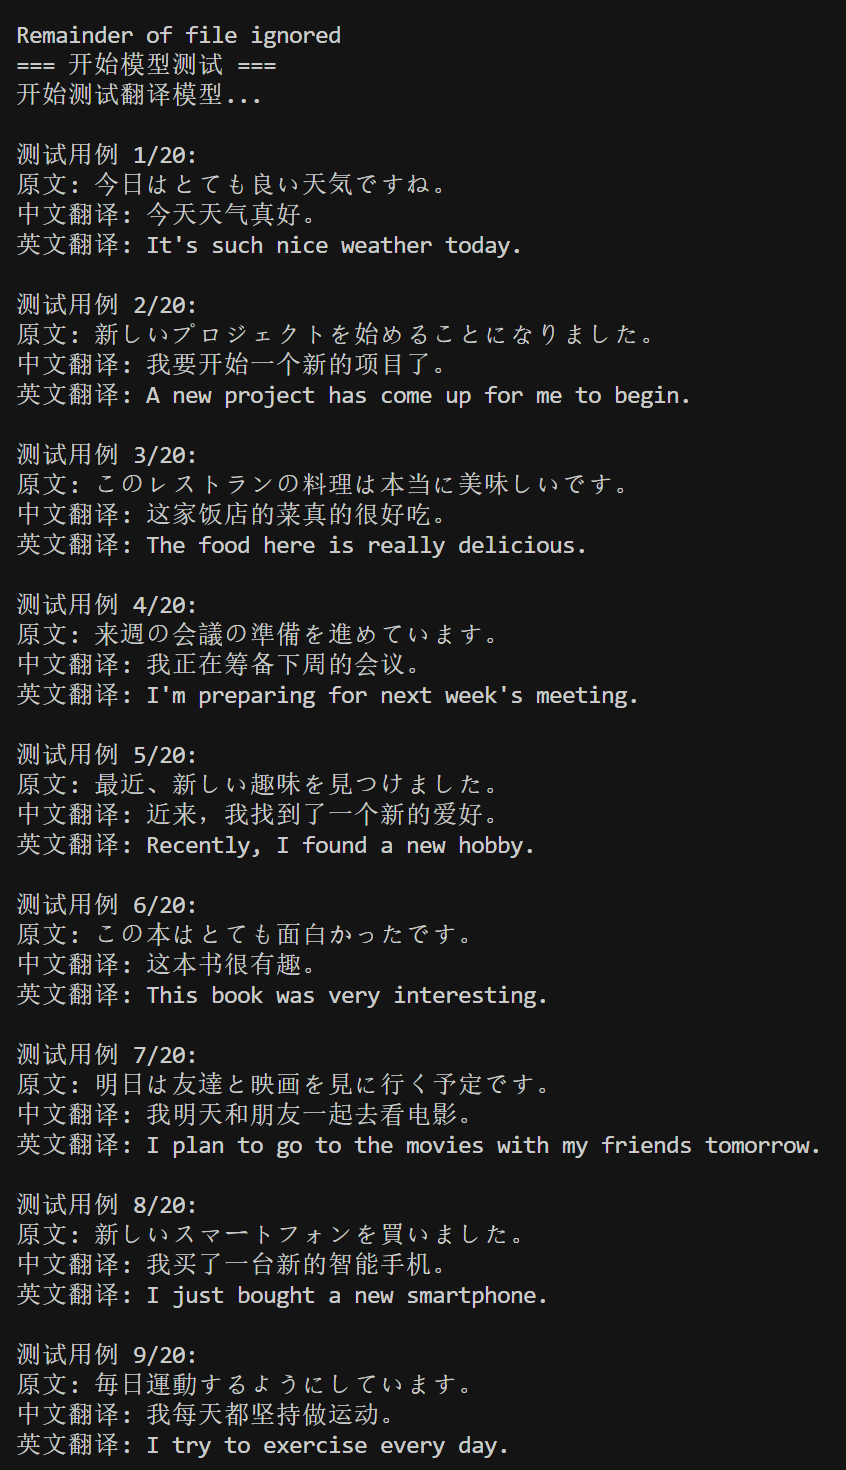 Remainder of file ignored
=== 开始模型测试 ===
开始测试翻译模型...
测试用例 1/20:
原文: 今日はとても良い天気ですね。
中文翻译: 今天天气真好。
英文翻译: It's such nice weather today.
测试用例 2/20:
原文: 新しいプロジェクトを始めることになりました。
中文翻译: 我要开始一个新的项目了。
英文翻译: A new project has come up for me to begin.
测试用例 3/20:
原文: このレストランの料理は本当に美味しいです。
中文翻译: 这家饭店的菜真的很好吃。
英文翻译: The food here is really delicious.
测试用例 4/20:
原文: 来週の会議の準備を進めています。
中文翻译: 我正在筹备下周的会议。
英文翻译: I'm preparing for next week's meeting.
测试用例 5/20:
原文: 最近、新しい趣味を見つけました。
中文翻译: 近来，我找到了一个新的爱好。
英文翻译: Recently, I found a new hobby.
测试用例 6/20:
原文: この本はとても面白かったです。
中文翻译: 这本书很有趣。
英文翻译: This book was very interesting.
测试用例 7/20:
原文: 明日は友達と映画を見に行く予定です。
中文翻译: 我明天和朋友一起去看电影。
英文翻译: I plan to go to the movies with my friends tomorrow.
测试用例 8/20:
原文: 新しいスマートフォンを買いました。
中文翻译: 我买了一台新的智能手机。
英文翻译: I just bought a new smartphone.
测试用例 9/20:
原文: 毎日運動するようにしています。
中文翻译: 我每天都坚持做运动。
英文翻译: I try to exercise every day.